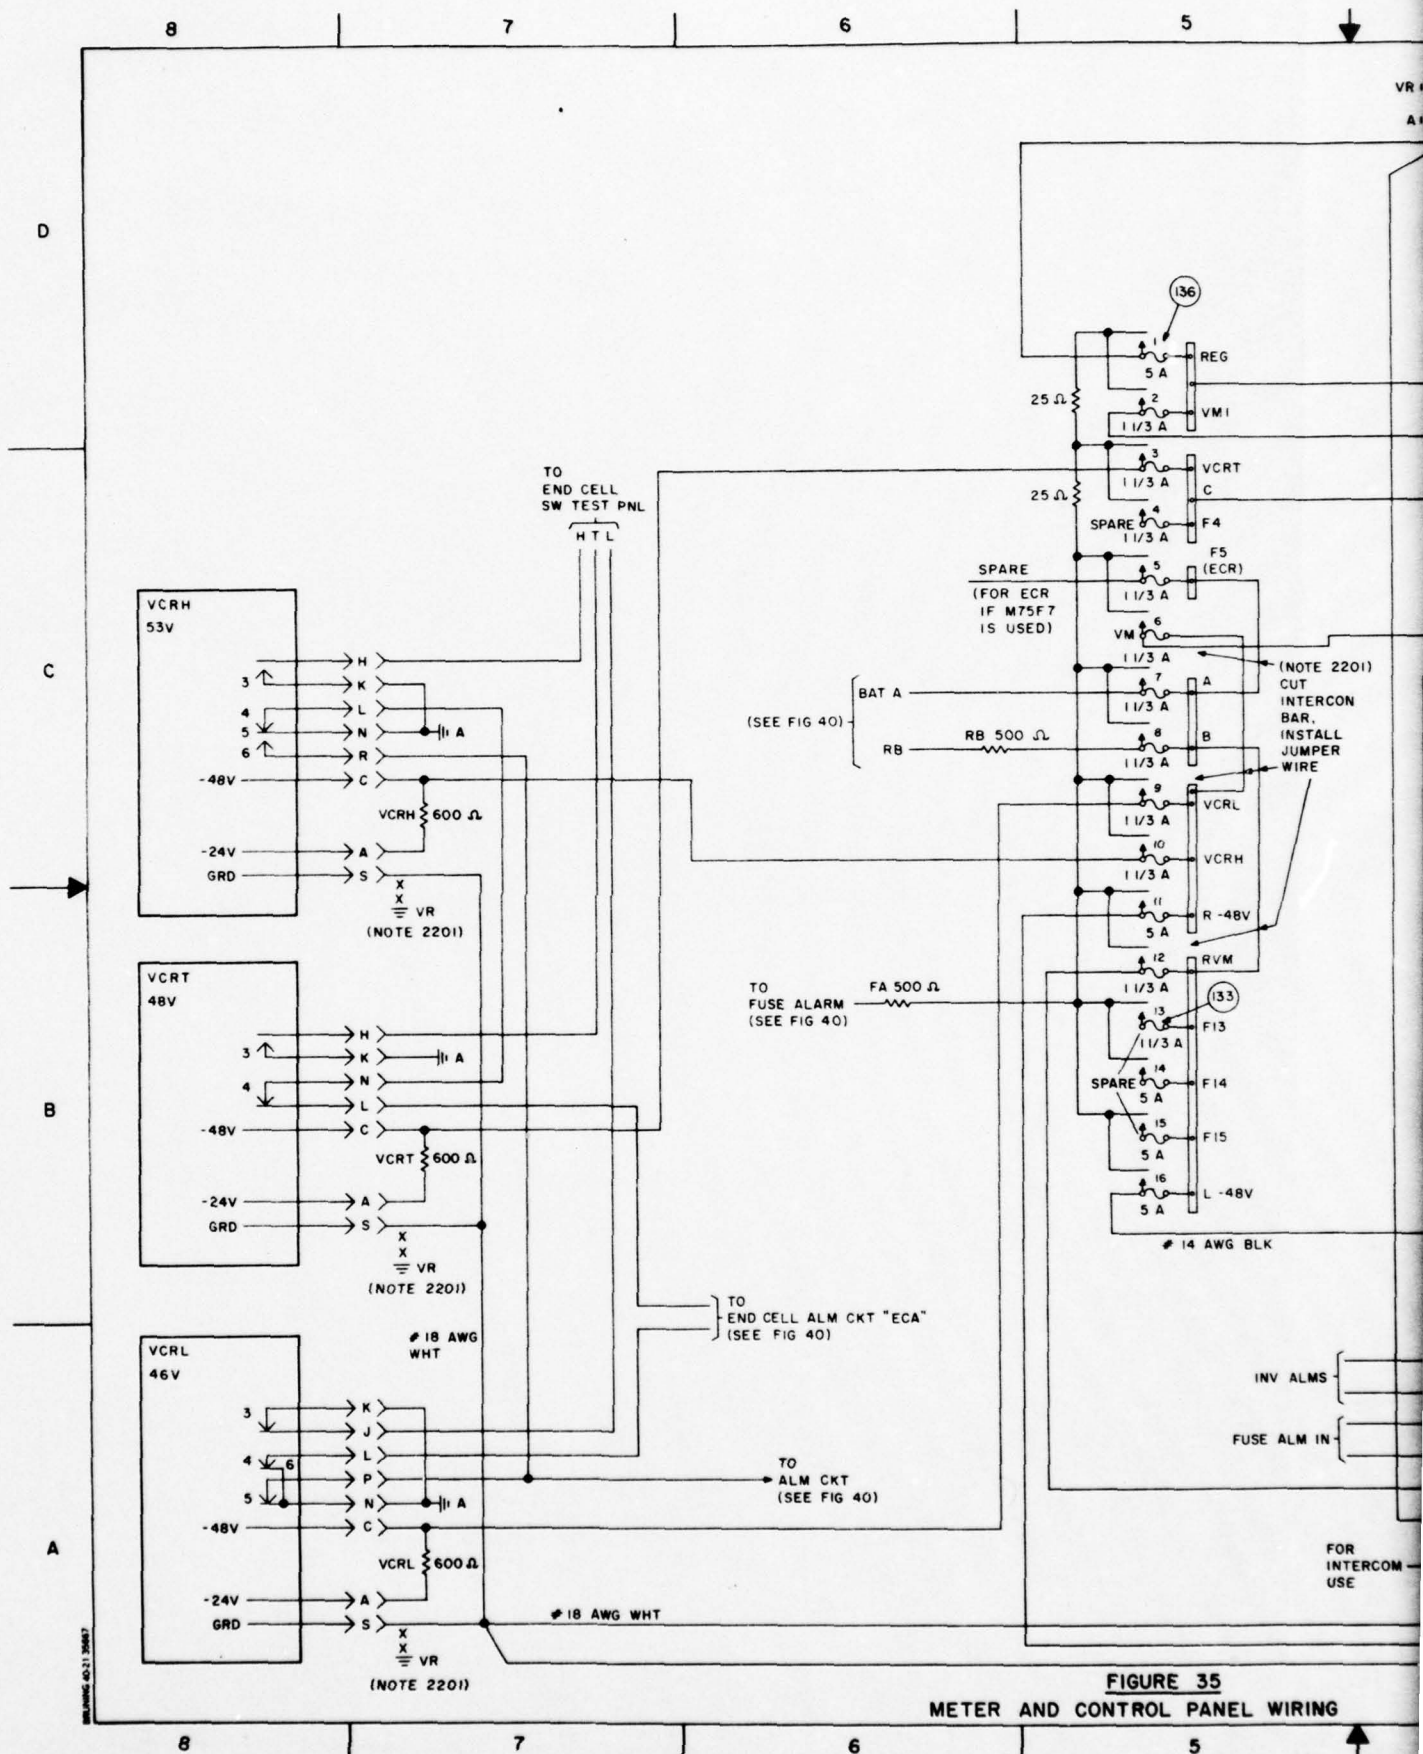 8 7 6 5
VR
A
D
136
1
REG
5 A
25 Ω
2
VM1
1 1/3 A
3
VCRT
1 1/3 A
C
25 Ω
4
SPARE
F4
1 1/3 A
TO
END CELL
SW TEST PNL
H T L
F5
(ECR)
5
SPARE
1 1/3 A
(FOR ECR
IF M75F7
IS USED)
6
VM
1 1/3 A
(NOTE 2201)
CUT
INTERCON
BAR,
INSTALL
JUMPER
WIRE
C
VCRH
53V
H
3
K
4
L
5
N
A
6
R
-48V
C
VCRH 600 Ω
-24V
A
GRD
S
X
X
VR
(NOTE 2201)
(SEE FIG 40)
BAT A
7
A
1 1/3 A
RB
RB 500 Ω
8
B
1 1/3 A
9
VCRL
1 1/3 A
10
VCRH
1 1/3 A
11
R -48V
5 A
12
RVM
1 1/3 A
TO
FUSE ALARM
(SEE FIG 40)
FA 500 Ω
133
13
F13
1 1/3 A
14
SPARE
F14
5 A
15
F15
5 A
16
L -48V
5 A
# 14 AWG BLK
B
VCRT
48V
H
3
K
A
4
N
L
-48V
C
VCRT 600 Ω
-24V
A
GRD
S
X
X
VR
(NOTE 2201)
TO
END CELL ALM CKT "ECA"
(SEE FIG 40)
# 18 AWG
WHT
INV ALMS
FUSE ALM IN
A
VCRL
46V
3
K
J
4
6
L
P
5
N
A
-48V
C
VCRL 600 Ω
-24V
A
GRD
S
X
X
VR
(NOTE 2201)
TO
ALM CKT
(SEE FIG 40)
# 18 AWG WHT
FOR
INTERCOM
USE
BRUNING 40-21 35667
FIGURE 35
METER AND CONTROL PANEL WIRING
8 7 6 5